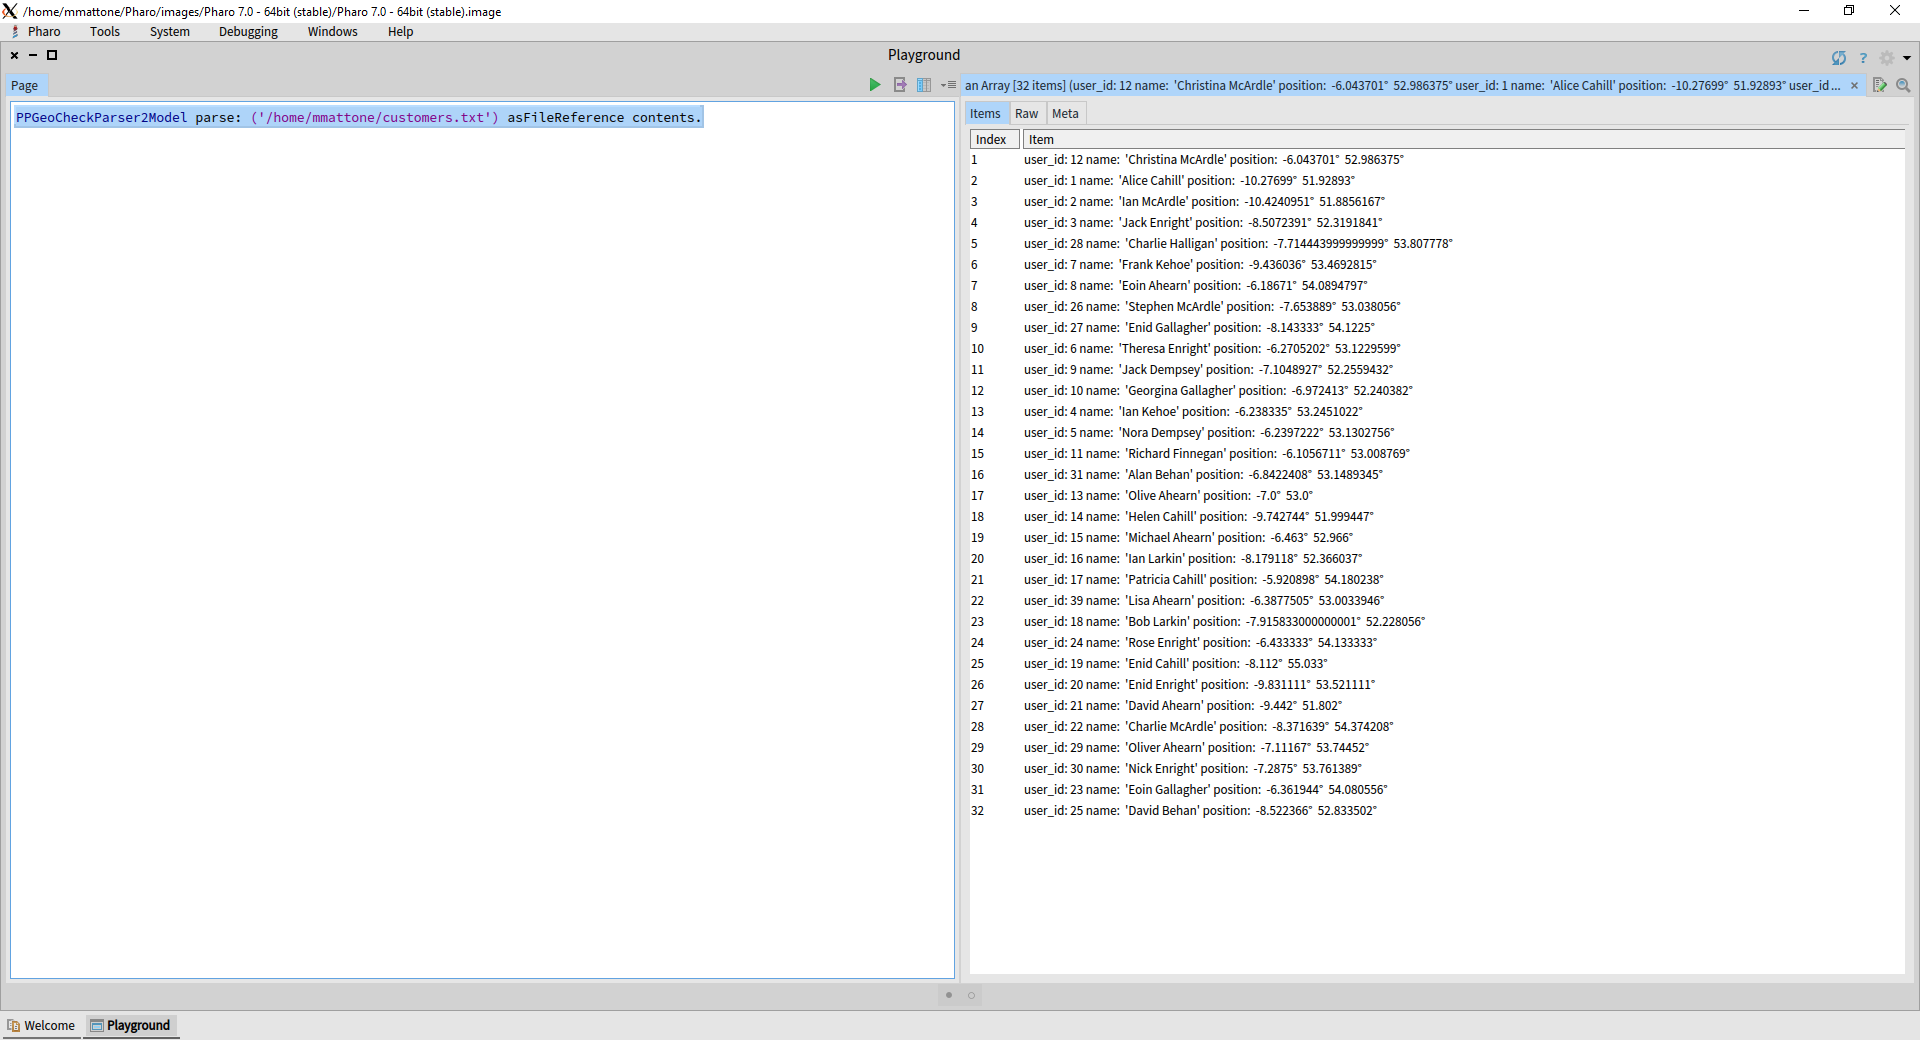 /home/mmattone/Pharo/images/Pharo 7.0 - 64bit (stable)/Pharo 7.0 - 64bit (stable).image
Pharo Tools System Debugging Windows Help
Playground
Page
an Array [32 items] (user_id: 12 name: 'Christina McArdle' position: -6.043701° 52.986375° user_id: 1 name: 'Alice Cahill' position: -10.27699° 51.92893° user_id ...
PPGeoCheckParser2Model parse: ('/home/mmattone/customers.txt') asFileReference contents.
Items Raw Meta
Index Item
1 user_id: 12 name: 'Christina McArdle' position: -6.043701° 52.986375°
2 user_id: 1 name: 'Alice Cahill' position: -10.27699° 51.92893°
3 user_id: 2 name: 'Ian McArdle' position: -10.4240951° 51.8856167°
4 user_id: 3 name: 'Jack Enright' position: -8.5072391° 52.3191841°
5 user_id: 28 name: 'Charlie Halligan' position: -7.714443999999999° 53.807778°
6 user_id: 7 name: 'Frank Kehoe' position: -9.436036° 53.4692815°
7 user_id: 8 name: 'Eoin Ahearn' position: -6.18671° 54.0894797°
8 user_id: 26 name: 'Stephen McArdle' position: -7.653889° 53.038056°
9 user_id: 27 name: 'Enid Gallagher' position: -8.143333° 54.1225°
10 user_id: 6 name: 'Theresa Enright' position: -6.2705202° 53.1229599°
11 user_id: 9 name: 'Jack Dempsey' position: -7.1048927° 52.2559432°
12 user_id: 10 name: 'Georgina Gallagher' position: -6.972413° 52.240382°
13 user_id: 4 name: 'Ian Kehoe' position: -6.238335° 53.2451022°
14 user_id: 5 name: 'Nora Dempsey' position: -6.2397222° 53.1302756°
15 user_id: 11 name: 'Richard Finnegan' position: -6.1056711° 53.008769°
16 user_id: 31 name: 'Alan Behan' position: -6.8422408° 53.1489345°
17 user_id: 13 name: 'Olive Ahearn' position: -7.0° 53.0°
18 user_id: 14 name: 'Helen Cahill' position: -9.742744° 51.999447°
19 user_id: 15 name: 'Michael Ahearn' position: -6.463° 52.966°
20 user_id: 16 name: 'Ian Larkin' position: -8.179118° 52.366037°
21 user_id: 17 name: 'Patricia Cahill' position: -5.920898° 54.180238°
22 user_id: 39 name: 'Lisa Ahearn' position: -6.3877505° 53.0033946°
23 user_id: 18 name: 'Bob Larkin' position: -7.915833000000001° 52.228056°
24 user_id: 24 name: 'Rose Enright' position: -6.433333° 54.133333°
25 user_id: 19 name: 'Enid Cahill' position: -8.112° 55.033°
26 user_id: 20 name: 'Enid Enright' position: -9.831111° 53.521111°
27 user_id: 21 name: 'David Ahearn' position: -9.442° 51.802°
28 user_id: 22 name: 'Charlie McArdle' position: -8.371639° 54.374208°
29 user_id: 29 name: 'Oliver Ahearn' position: -7.11167° 53.74452°
30 user_id: 30 name: 'Nick Enright' position: -7.2875° 53.761389°
31 user_id: 23 name: 'Eoin Gallagher' position: -6.361944° 54.080556°
32 user_id: 25 name: 'David Behan' position: -8.522366° 52.833502°
Welcome Playground